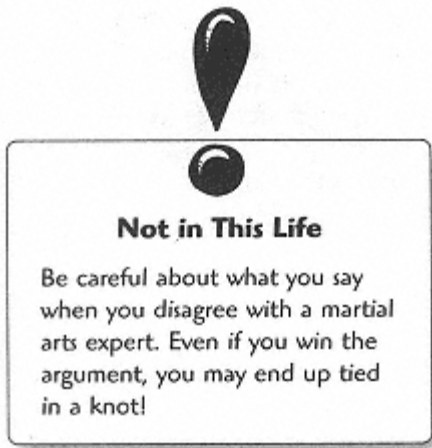 Not in This Life
Be careful about what you say
when you disagree with a martial
arts expert. Even if you win the
argument, you may end up tied
in a knot!